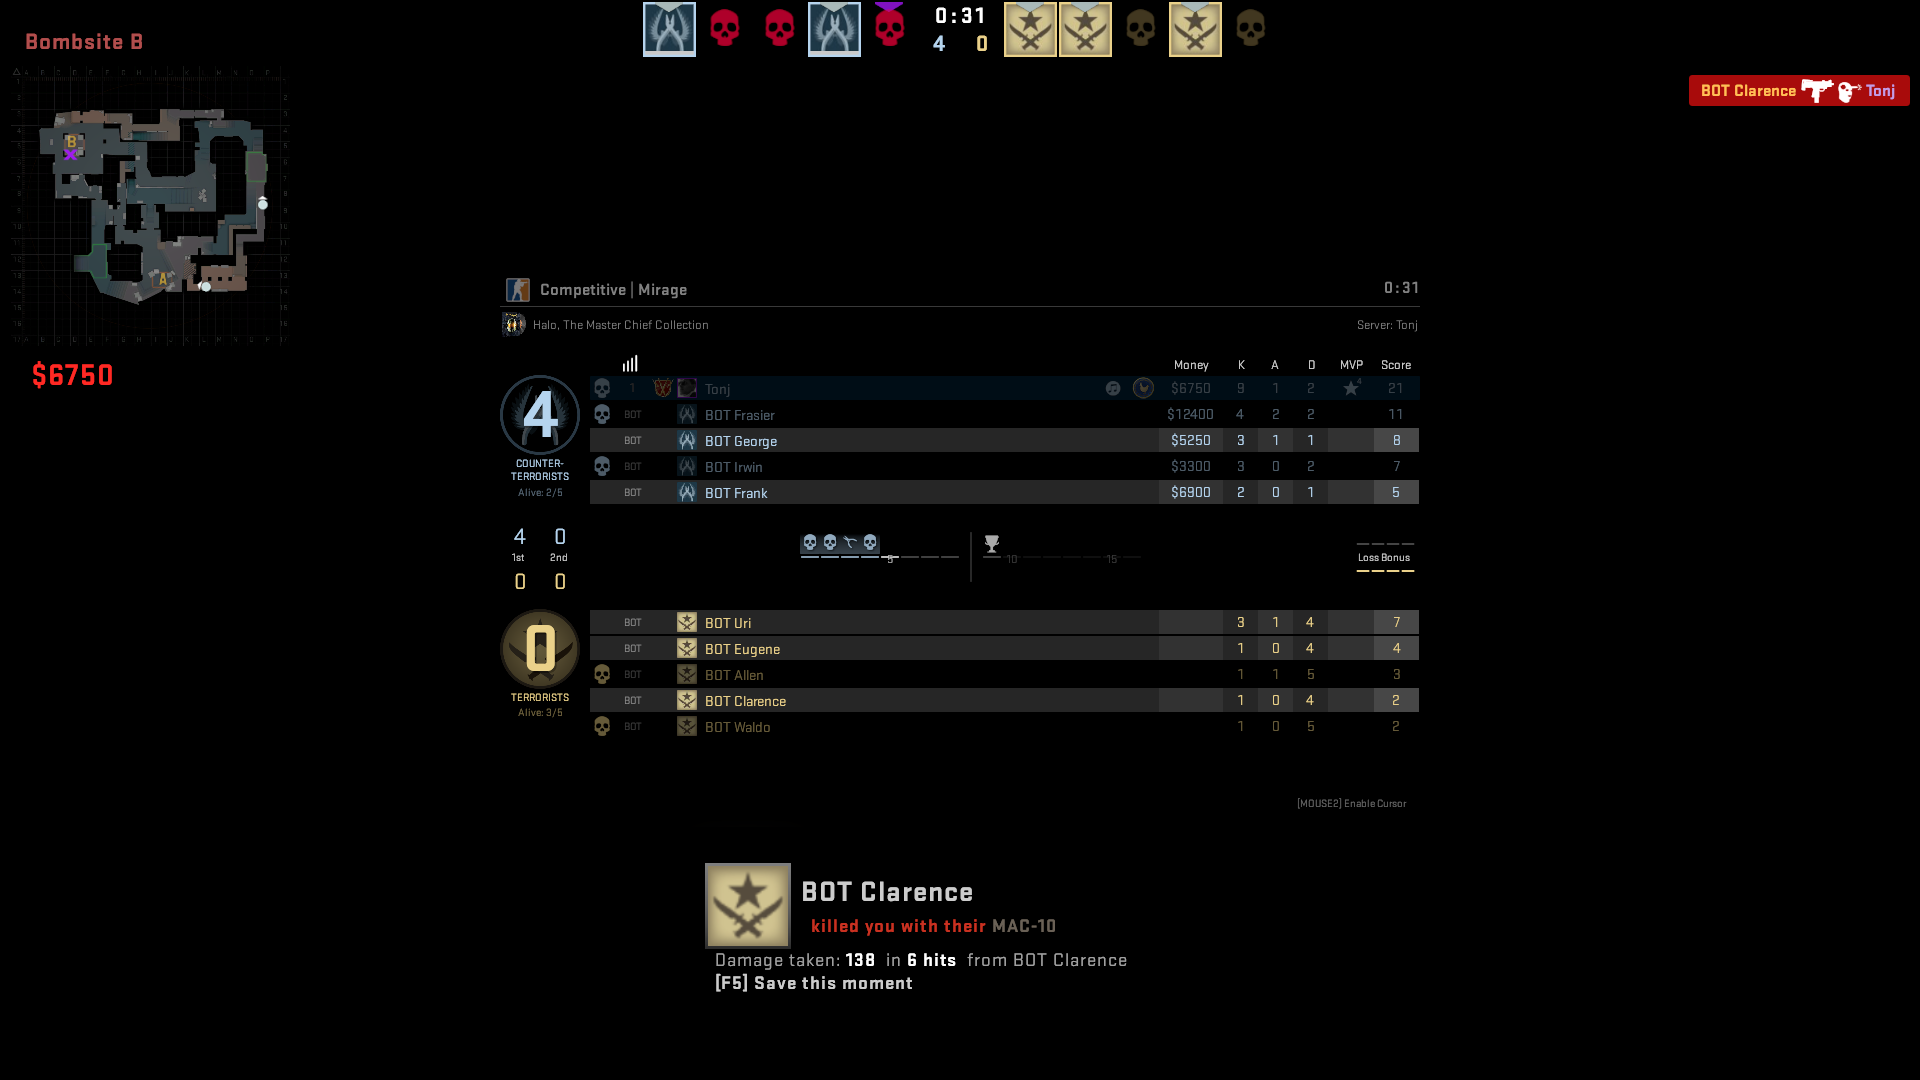 Bombsite B
B
A
$6750
0:31
4 0
BOT Clarence Tonj
Competitive | Mirage 0:31
Halo, The Master Chief Collection Server: Tonj
Money K A D MVP Score
1 Tonj $6750 9 1 2 4 21
BOT BOT Frasier $12400 4 2 2 11
BOT BOT George $5250 3 1 1 8
BOT BOT Irwin $3300 3 0 2 7
BOT BOT Frank $6900 2 0 1 5
4
COUNTER-
TERRORISTS
Alive: 2/5
4 0
1st 2nd
0 0
5 10 15
Loss Bonus
BOT BOT Uri 3 1 4 7
BOT BOT Eugene 1 0 4 4
BOT BOT Allen 1 1 5 3
BOT BOT Clarence 1 0 4 2
BOT BOT Waldo 1 0 5 2
0
TERRORISTS
Alive: 3/5
[MOUSE2] Enable Cursor
BOT Clarence
killed you with their MAC-10
Damage taken: 138 in 6 hits from BOT Clarence
[F5] Save this moment